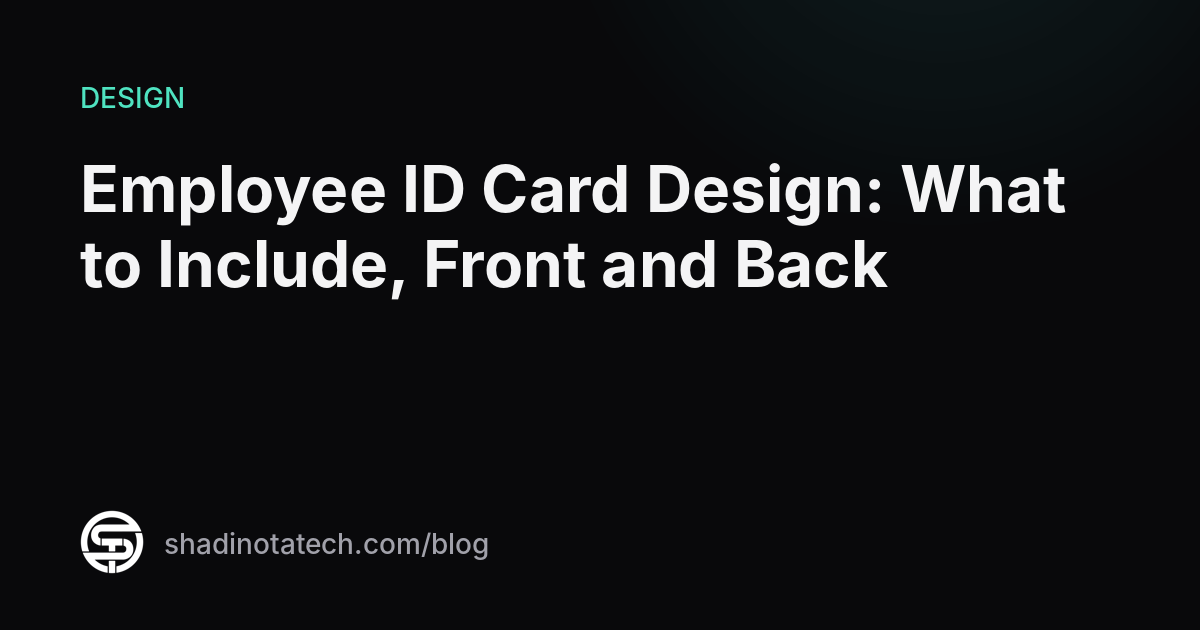 DESIGN
Employee ID Card Design: What
to Include, Front and Back
shadinotatech.com/blog